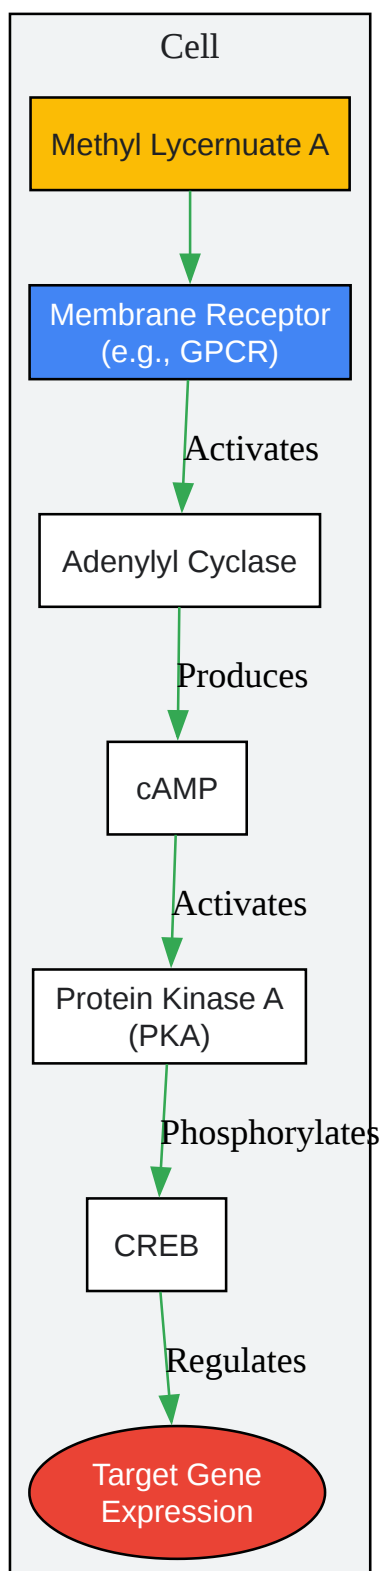 Cell
Methyl Lycernuate A
Membrane Receptor
(e.g., GPCR)
Activates
Adenylyl Cyclase
Produces
cAMP
Activates
Protein Kinase A
(PKA)
Phosphorylates
CREB
Regulates
Target Gene
Expression